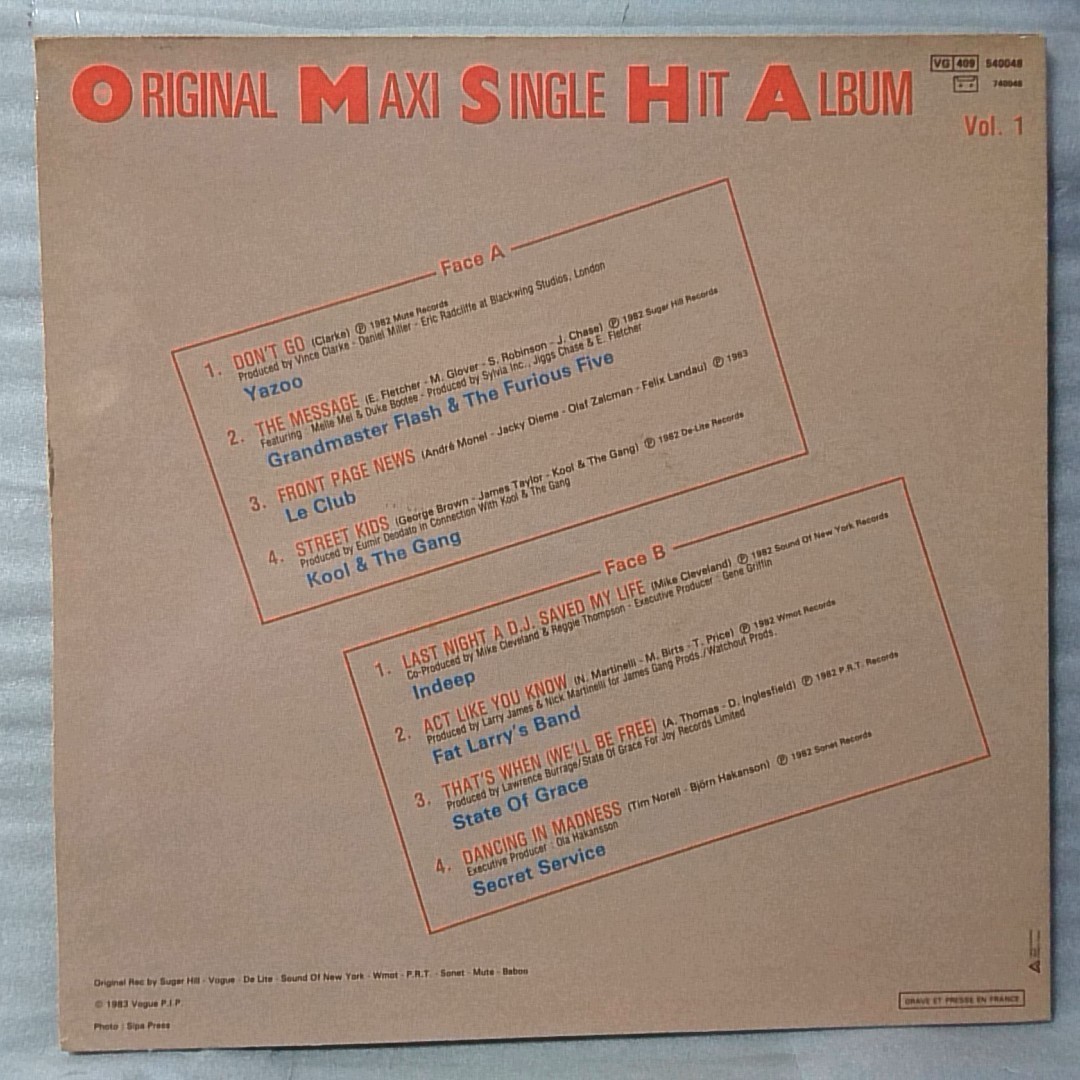 ORIGINAL MAXI SINGLE HIT ALBUM
VG 409 540048
740048
Vol. 1
Face A
1. DON'T GO (Clarke) Ⓟ 1982 Mute Records
Produced by Vince Clarke - Daniel Miller - Eric Radcliffe at Blackwing Studios, London
Yazoo
2. THE MESSAGE (E. Fletcher - M. Glover - S. Robinson - J. Chase) Ⓟ 1982 Sugar Hill Records
Featuring : Melle Mel & Duke Bootee - Produced by Sylvia Inc., Jiggs Chase & E. Fletcher
Grandmaster Flash & The Furious Five
3. FRONT PAGE NEWS (André Monel - Jacky Dieme - Olaf Zalcman - Felix Landau) Ⓟ 1983
Le Club
4. STREET KIDS (George Brown - James Taylor - Kool & The Gang) Ⓟ 1982 De-Lite Records
Produced by Eumir Deodato in Connection With Kool & The Gang
Kool & The Gang
Face B
1. LAST NIGHT A D.J. SAVED MY LIFE (Mike Cleveland) Ⓟ 1982 Sound Of New York Records
Co-Produced by Mike Cleveland & Reggie Thompson - Executive Producer : Gene Griffin
Indeep
2. ACT LIKE YOU KNOW (N. Martinelli - M. Birts - T. Price) Ⓟ 1982 Wmot Records
Produced by Larry James & Nick Martinelli for James Gang Prods./Watchout Prods.
Fat Larry's Band
3. THAT'S WHEN (WE'LL BE FREE) (A. Thomas - D. Inglesfield) Ⓟ 1982 P.R.T. Records
Produced by Lawrence Burrage/State Of Grace For Joy Records Limited
State Of Grace
4. DANCING IN MADNESS (Tim Norell - Björn Hakanson) Ⓟ 1982 Sonet Records
Executive Producer : Ola Hakansson
Secret Service
Original Rec by Sugar Hill - Vogue - De Lite - Sound Of New York - Wmot - P.R.T. - Sonet - Mute - Baboo
© 1983 Vogue P.I.P.
Photo : Sipa Press
GRAVE ET PRESSE EN FRANCE